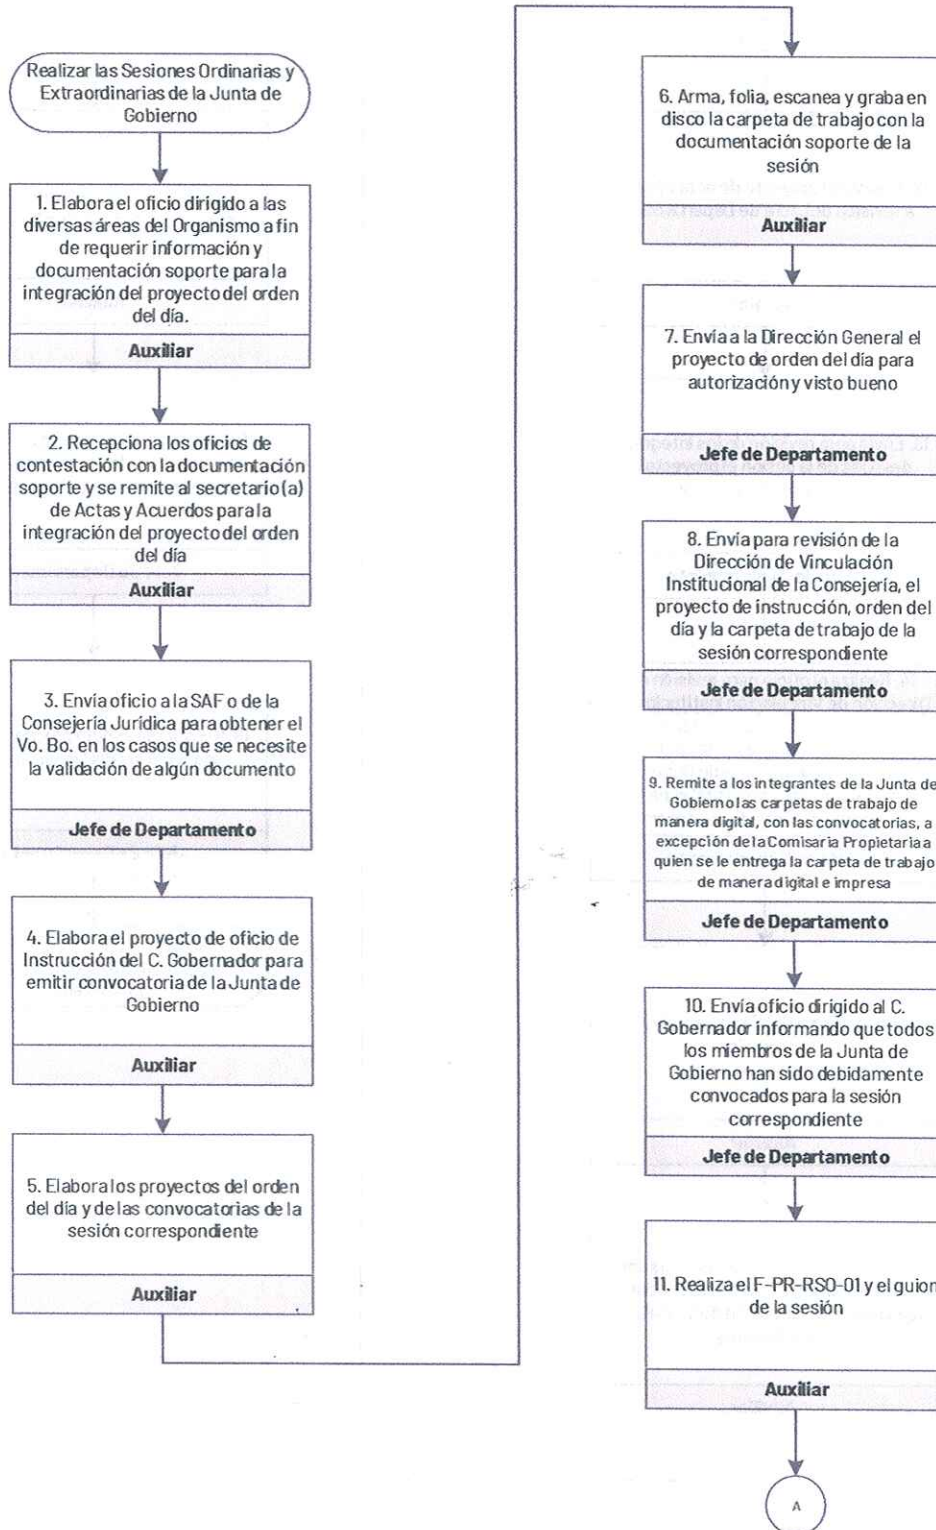 Realizar las Sesiones Ordinarias y
Extraordinarias de la Junta de
Gobierno
1. Elabora el oficio dirigido a las
diversas áreas del Organismo a fin
de requerir información y
documentación soporte para la
integración del proyecto del orden
del día.
Auxiliar
2. Recepciona los oficios de
contestación con la documentación
soporte y se remite al secretario(a)
de Actas y Acuerdos para la
integración del proyecto del orden
del día
Auxiliar
3. Envía oficio a la SAF o de la
Consejería Jurídica para obtener el
Vo. Bo. en los casos que se necesite
la validación de algún documento
Jefe de Departamento
4. Elabora el proyecto de oficio de
Instrucción del C. Gobernador para
emitir convocatoria de la Junta de
Gobierno
Auxiliar
5. Elabora los proyectos del orden
del día y de las convocatorias de la
sesión correspondiente
Auxiliar
6. Arma, folia, escanea y graba en
disco la carpeta de trabajo con la
documentación soporte de la
sesión
Auxiliar
7. Envía a la Dirección General el
proyecto de orden del día para
autorización y visto bueno
Jefe de Departamento
8. Envía para revisión de la
Dirección de Vinculación
Institucional de la Consejería, el
proyecto de instrucción, orden del
día y la carpeta de trabajo de la
sesión correspondiente
Jefe de Departamento
9. Remite a los integrantes de la Junta de
Gobierno las carpetas de trabajo de
manera digital, con las convocatorias, a
excepción de la Comisaria Propietaria a
quien se le entrega la carpeta de trabajo
de manera digital e impresa
Jefe de Departamento
10. Envía oficio dirigido al C.
Gobernador informando que todos
los miembros de la Junta de
Gobierno han sido debidamente
convocados para la sesión
correspondiente
Jefe de Departamento
11. Realiza el F-PR-RSO-01 y el guion
de la sesión
Auxiliar
A